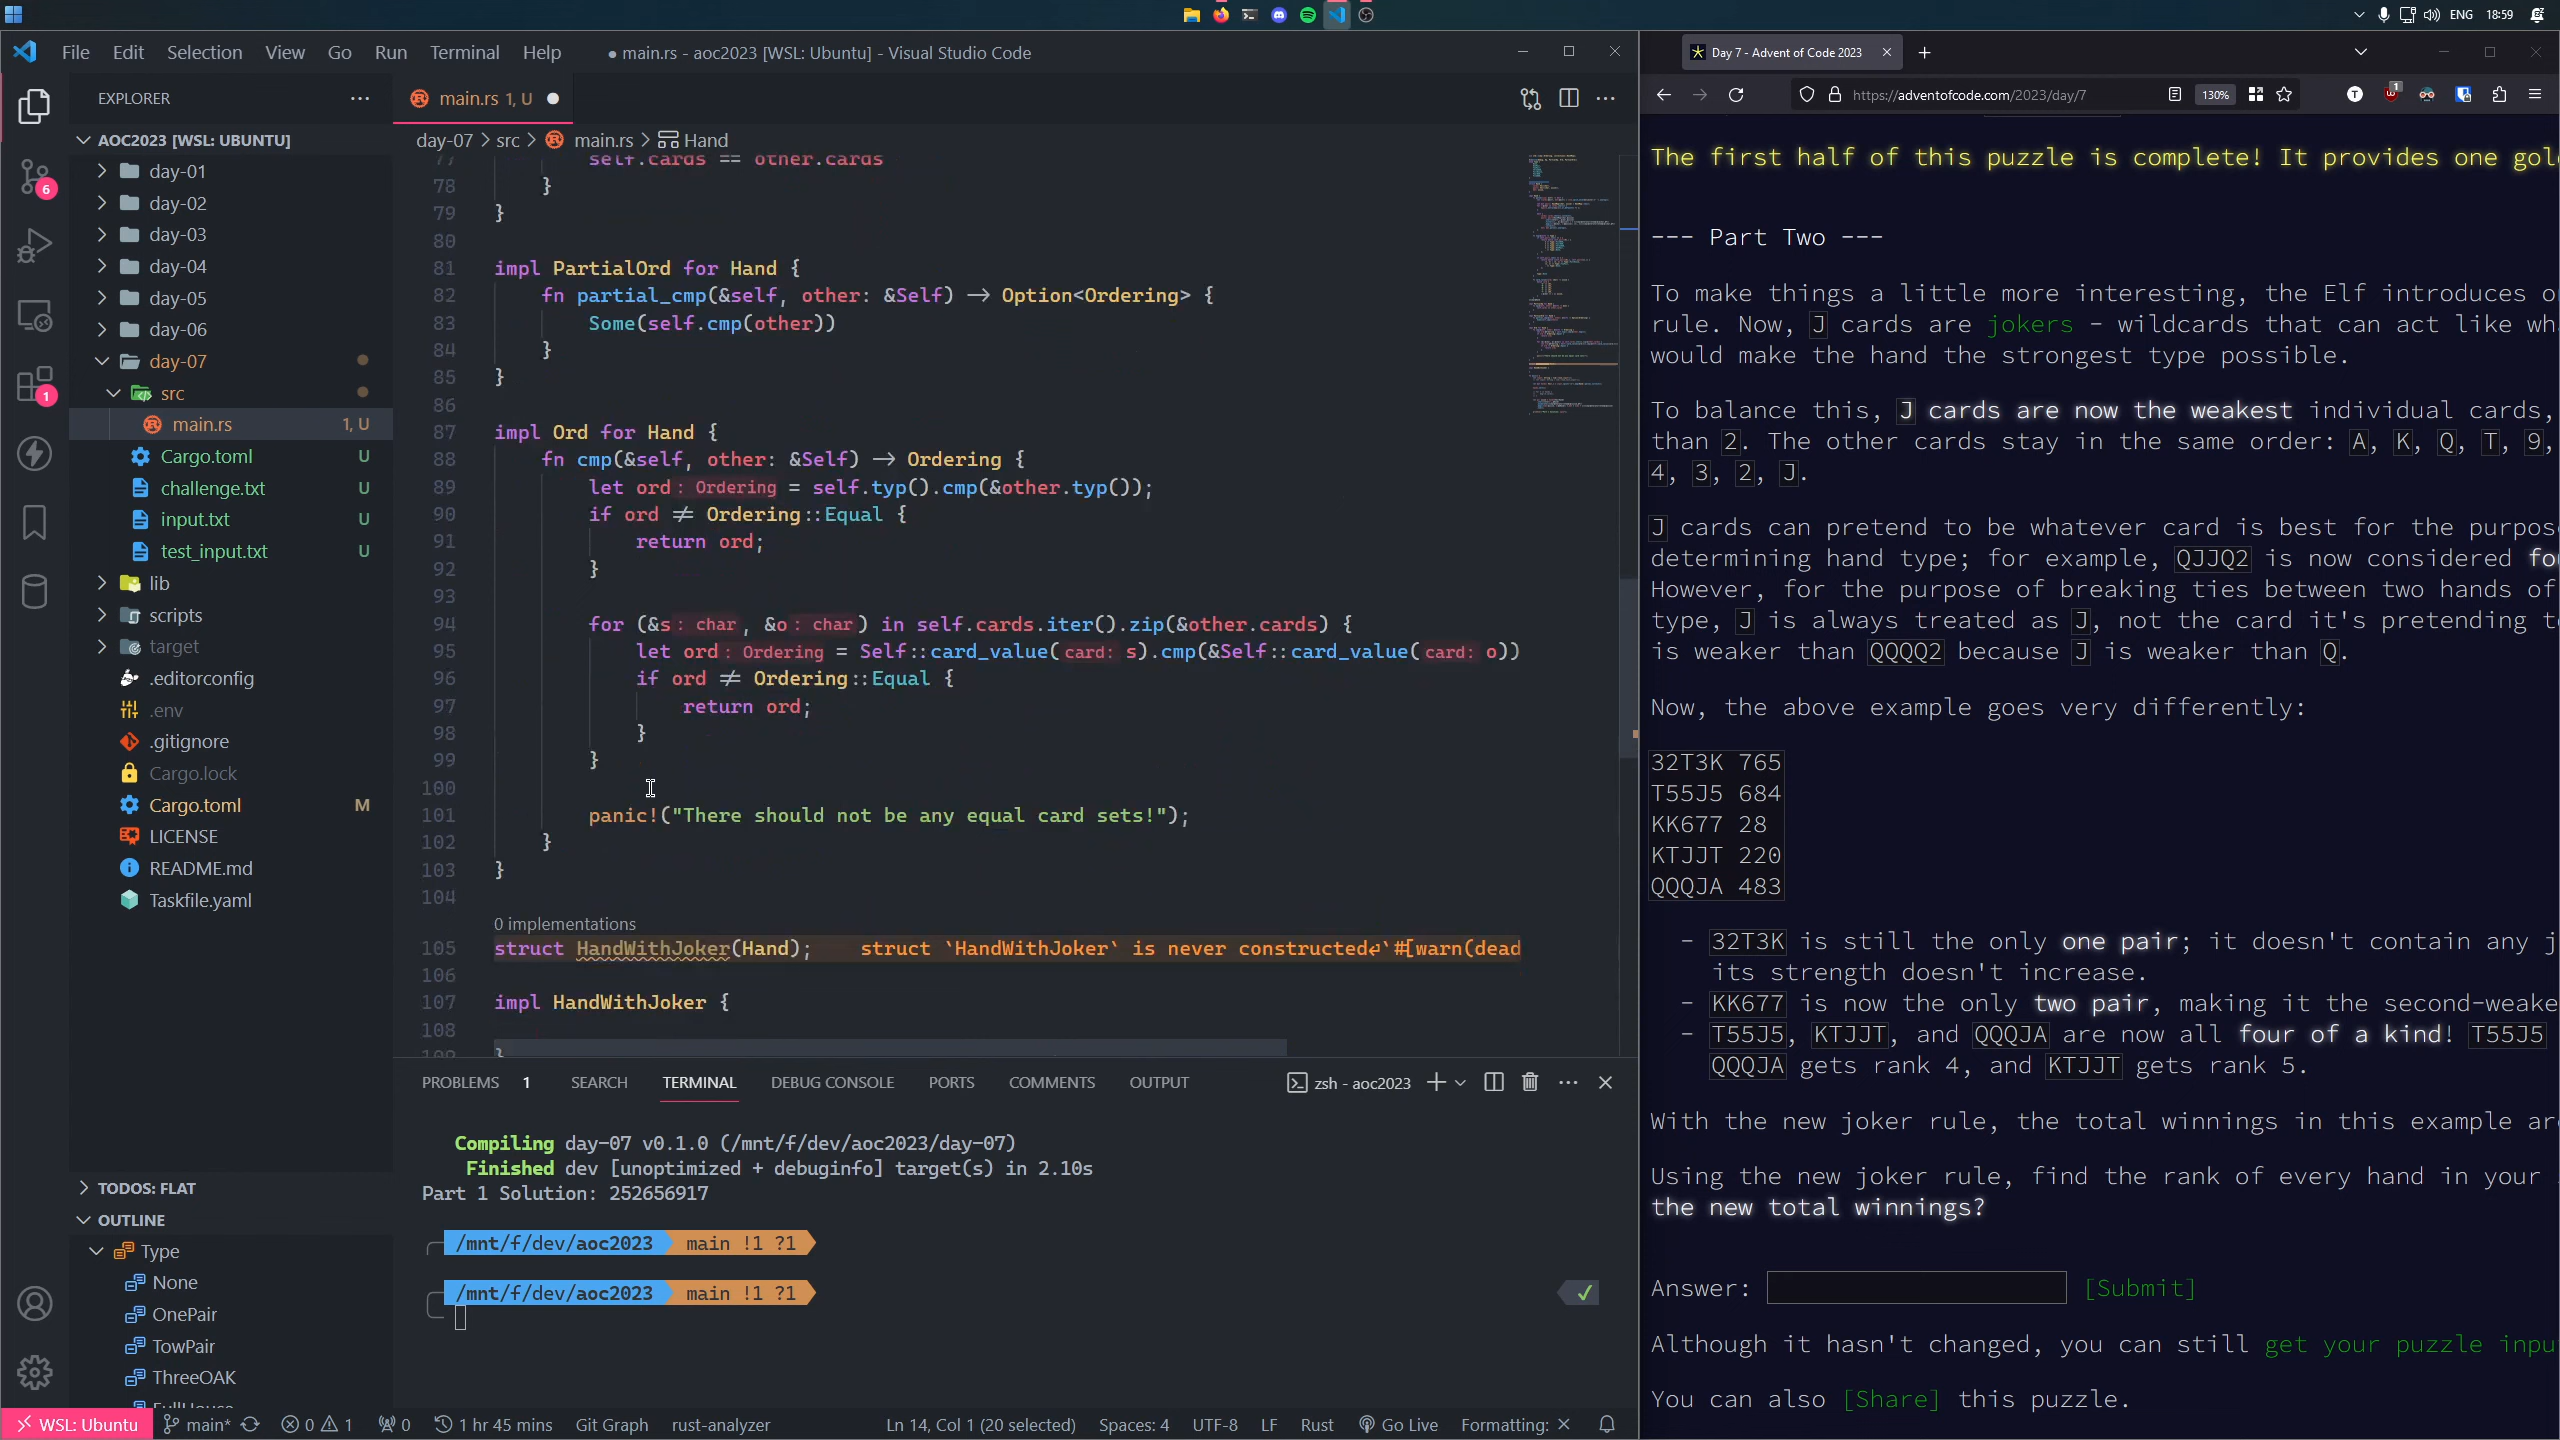 ENG 18:59
File Edit Selection View Go Run Terminal Help
● main.rs - aoc2023 [WSL: Ubuntu] - Visual Studio Code
EXPLORER
AOC2023 [WSL: UBUNTU]
day-01
day-02
day-03
day-04
day-05
day-06
day-07
src
main.rs 1, U
Cargo.toml U
challenge.txt U
input.txt U
test_input.txt U
lib
scripts
target
.editorconfig
.env
.gitignore
Cargo.lock
Cargo.toml M
LICENSE
README.md
Taskfile.yaml
TODOS: FLAT
OUTLINE
Type
None
OnePair
TowPair
ThreeOAK
FullHouse
6
1
main.rs 1, U
day-07 > src > main.rs > Hand
77 self.cards == other.cards
78 }
79 }
80
81 impl PartialOrd for Hand {
82 fn partial_cmp(&self, other: &Self) → Option<Ordering> {
83 Some(self.cmp(other))
84 }
85 }
86
87 impl Ord for Hand {
88 fn cmp(&self, other: &Self) → Ordering {
89 let ord: Ordering = self.typ().cmp(&other.typ());
90 if ord ≠ Ordering::Equal {
91 return ord;
92 }
93
94 for (&s: char, &o: char) in self.cards.iter().zip(&other.cards) {
95 let ord: Ordering = Self::card_value(card: s).cmp(&Self::card_value(card: o))
96 if ord ≠ Ordering::Equal {
97 return ord;
98 }
99 }
100
101 panic!("There should not be any equal card sets!");
102 }
103 }
104
0 implementations
105 struct HandWithJoker(Hand); struct `HandWithJoker` is never constructed↵`#[warn(dead
106
107 impl HandWithJoker {
108
109 }
PROBLEMS 1 SEARCH TERMINAL DEBUG CONSOLE PORTS COMMENTS OUTPUT zsh - aoc2023
Compiling day-07 v0.1.0 (/mnt/f/dev/aoc2023/day-07)
Finished dev [unoptimized + debuginfo] target(s) in 2.10s
Part 1 Solution: 252656917
/mnt/f/dev/aoc2023 main !1 ?1
/mnt/f/dev/aoc2023 main !1 ?1 ✓
WSL: Ubuntu main* 0 1 0 1 hr 45 mins Git Graph rust-analyzer Ln 14, Col 1 (20 selected) Spaces: 4 UTF-8 LF Rust Go Live Formatting: ×
Day 7 - Advent of Code 2023
https://adventofcode.com/2023/day/7 130% 1
The first half of this puzzle is complete! It provides one gol
--- Part Two ---
To make things a little more interesting, the Elf introduces o
rule. Now, J cards are jokers - wildcards that can act like wh
would make the hand the strongest type possible.
To balance this, J cards are now the weakest individual cards,
than 2. The other cards stay in the same order: A, K, Q, T, 9,
4, 3, 2, J.
J cards can pretend to be whatever card is best for the purpos
determining hand type; for example, QJJQ2 is now considered fo
However, for the purpose of breaking ties between two hands of
type, J is always treated as J, not the card it's pretending t
is weaker than QQQQ2 because J is weaker than Q.
Now, the above example goes very differently:
32T3K 765
T55J5 684
KK677 28
KTJJT 220
QQQJA 483
- 32T3K is still the only one pair; it doesn't contain any j
its strength doesn't increase.
- KK677 is now the only two pair, making it the second-weake
- T55J5, KTJJT, and QQQJA are now all four of a kind! T55J5
QQQJA gets rank 4, and KTJJT gets rank 5.
With the new joker rule, the total winnings in this example ar
Using the new joker rule, find the rank of every hand in your
the new total winnings?
Answer: [Submit]
Although it hasn't changed, you can still get your puzzle inpu
You can also [Share] this puzzle.